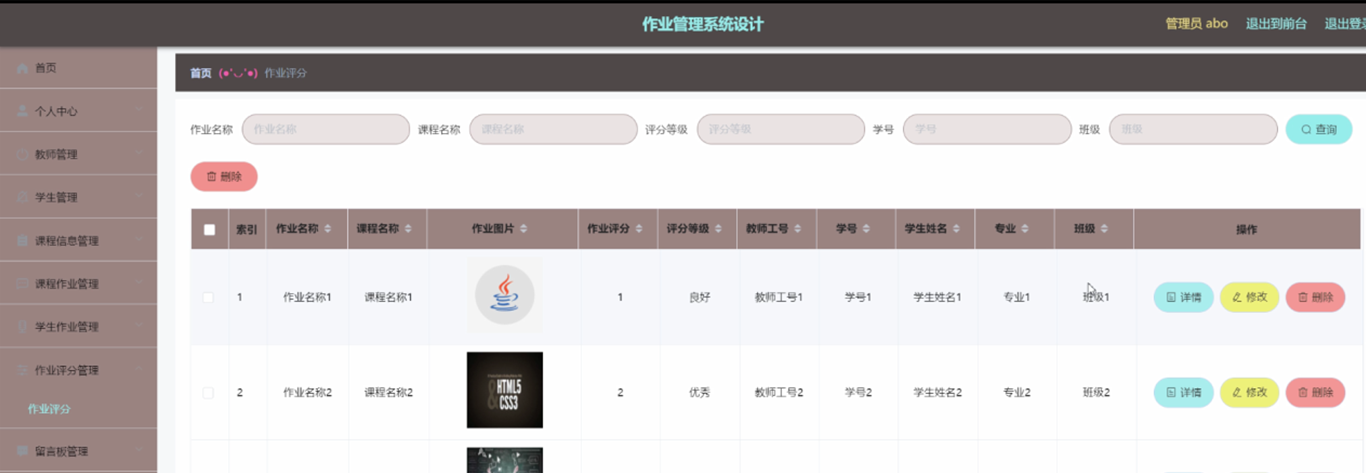 作业管理系统设计
管理员 abo 退出到前台 退出登录
首页
个人中心
教师管理
学生管理
课程信息管理
课程作业管理
学生作业管理
作业评分管理
作业评分
留言板管理
首页 (●'◡'●) 作业评分
作业名称 作业名称 课程名称 课程名称 评分等级 评分等级 学号 学号 班级 班级 查询
删除
索引 作业名称 课程名称 作业图片 作业评分 评分等级 教师工号 学号 学生姓名 专业 班级 操作
1 作业名称1 课程名称1 1 良好 教师工号1 学号1 学生姓名1 专业1 班级1 详情 修改 删除
2 作业名称2 课程名称2 HTML5 & CSS3 2 优秀 教师工号2 学号2 学生姓名2 专业2 班级2 详情 修改 删除